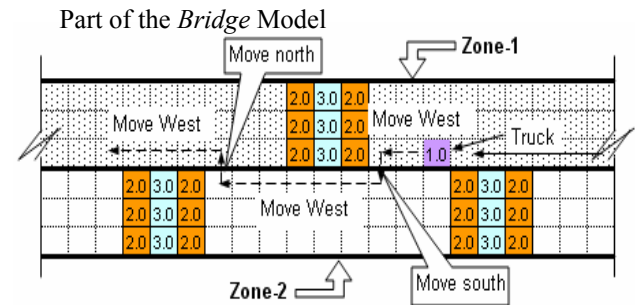 Part of the Bridge Model
Zone-1
Move north
2.0 3.0 2.0
Move West
2.0 3.0 2.0
Move West
2.0 3.0 2.0
1.0
Truck
2.0 3.0 2.0
2.0 3.0 2.0
Move West
2.0 3.0 2.0
2.0 3.0 2.0
2.0 3.0 2.0
2.0 3.0 2.0
Zone-2
Move south